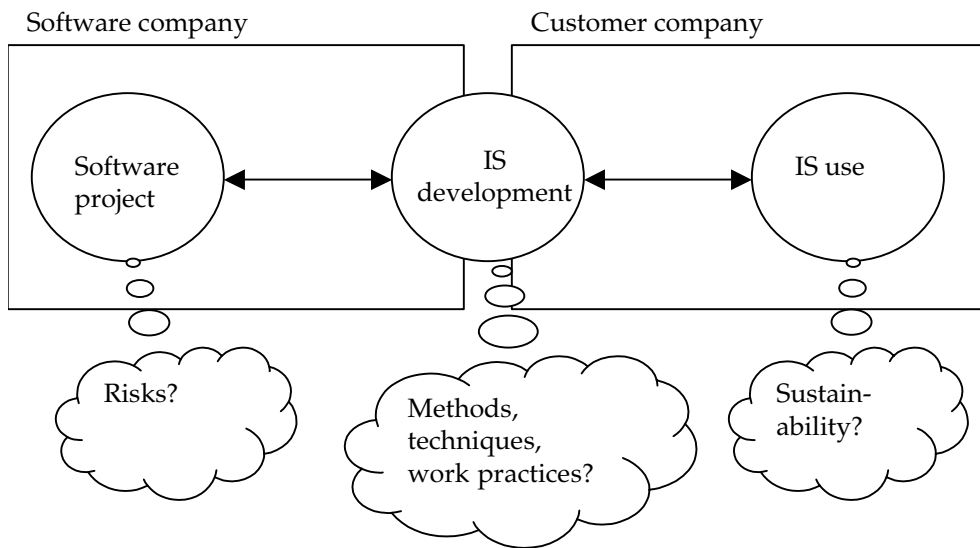 Software company
Customer company
Software
project
IS
development
IS use
Risks?
Methods,
techniques,
work practices?
Sustain-
ability?